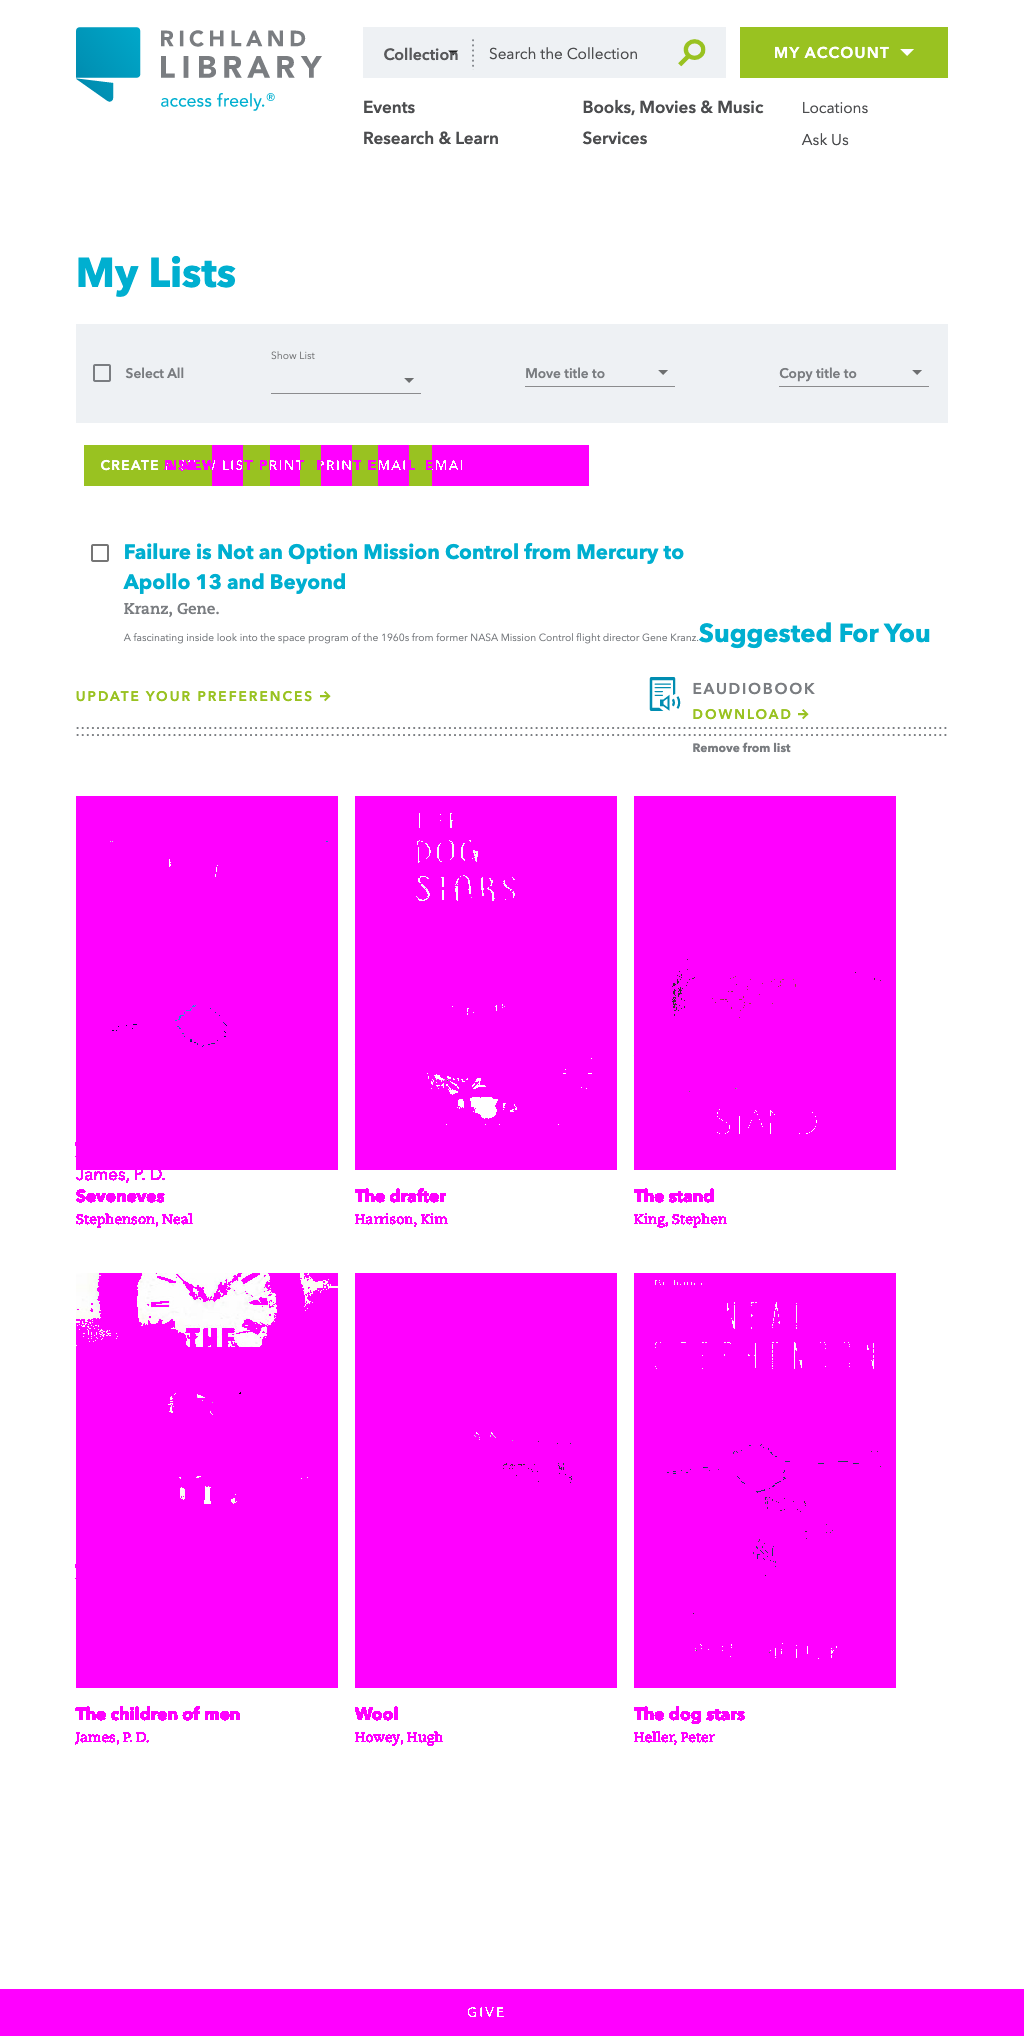 RICHLAND
LIBRARY
access freely.®
Collection
Search the Collection
MY ACCOUNT
Events
Books, Movies & Music
Locations
Research & Learn
Services
Ask Us
My Lists
Select All
Show List
Move title to
Copy title to
CREATE NEW LIST PRINT PRINT EMAIL EMAI
Failure is Not an Option Mission Control from Mercury to
Apollo 13 and Beyond
Kranz, Gene.
A fascinating inside look into the space program of the 1960s from former NASA Mission Control flight director Gene Kranz.
Suggested For You
UPDATE YOUR PREFERENCES →
EAUDIOBOOK
DOWNLOAD →
Remove from list
DOG
STARS
STAND
James, P. D.
Seveneves
The drafter
The stand
Stephenson, Neal
Harrison, Kim
King, Stephen
THE
NEAL
STEPHENSON
The children of men
Wool
The dog stars
James, P. D.
Howey, Hugh
Heller, Peter
GIVE